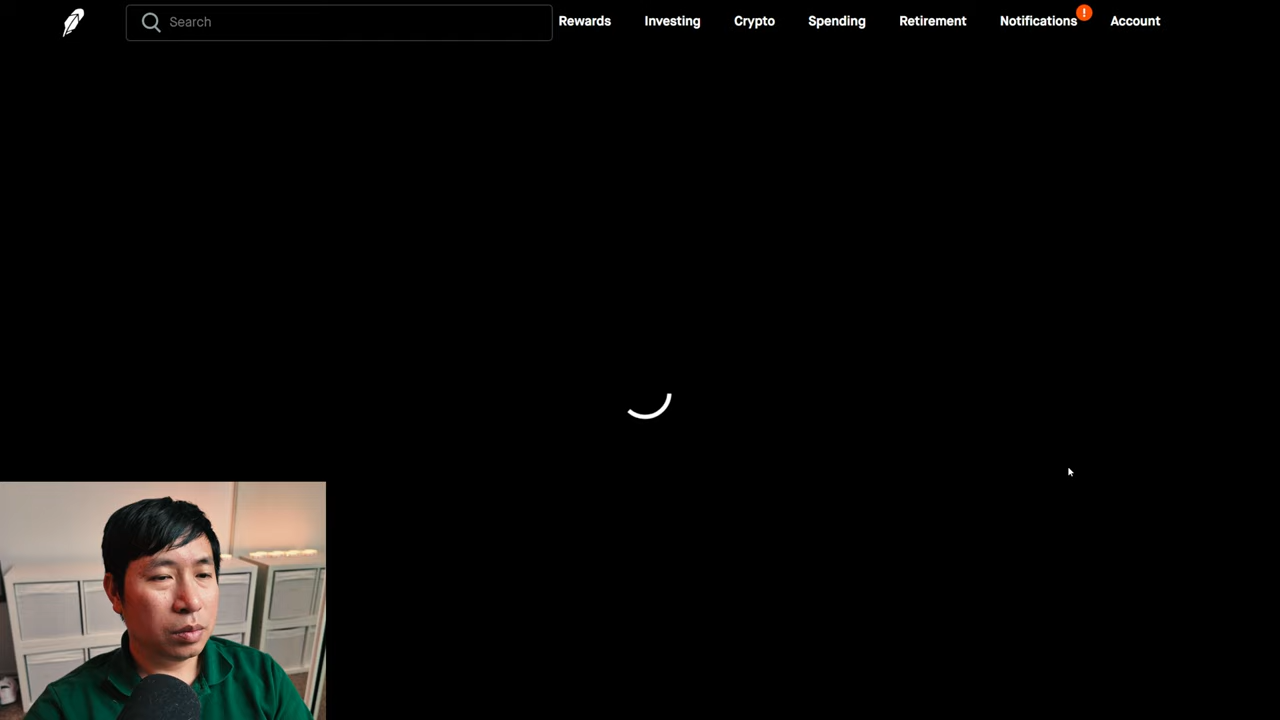 Search
Rewards
Investing
Crypto
Spending
Retirement
Notifications
!
Account